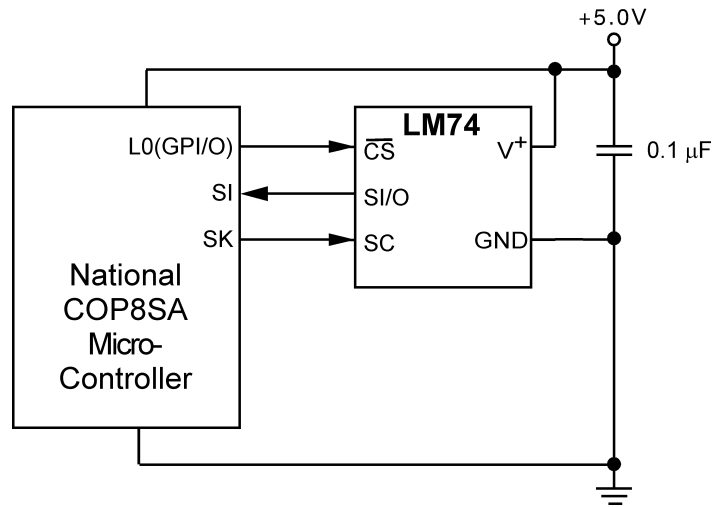 +5.0V
LM74
L0(GPI/O)
CS
V+
0.1 µF
SI
SI/O
SK
SC
GND
National
COP8SA
Micro-
Controller